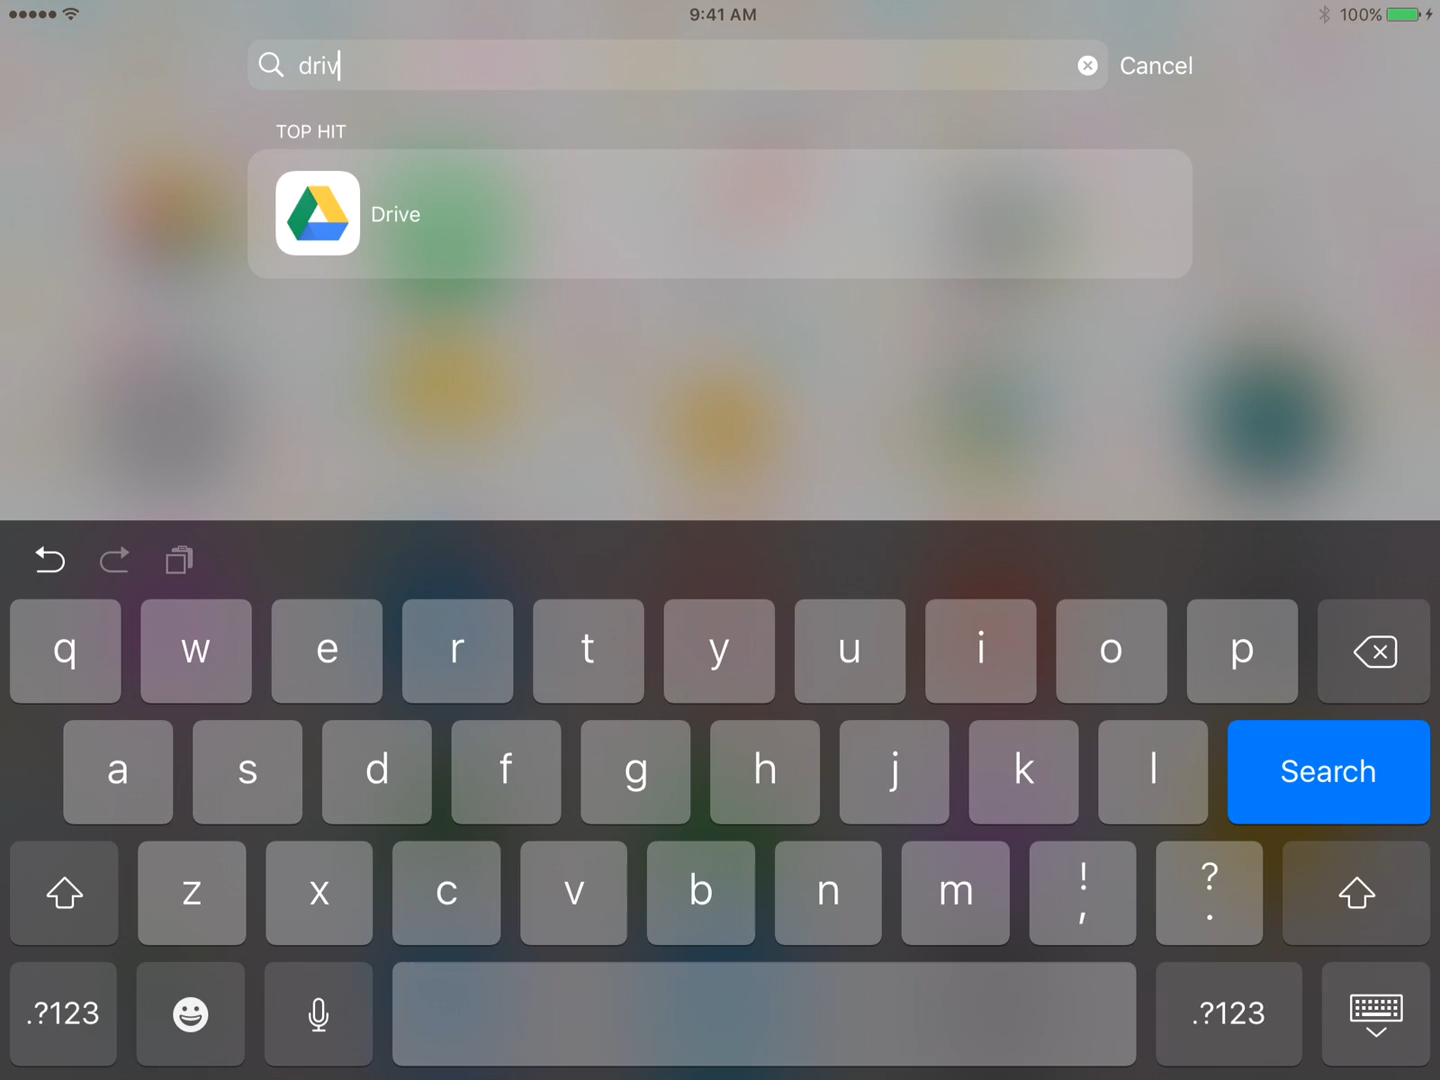 9:41 AM
100%
driv
Cancel
TOP HIT
Drive
q w e r t y u i o p
a s d f g h j k l Search
z x c v b n m ! , ? .
.?123 .?123